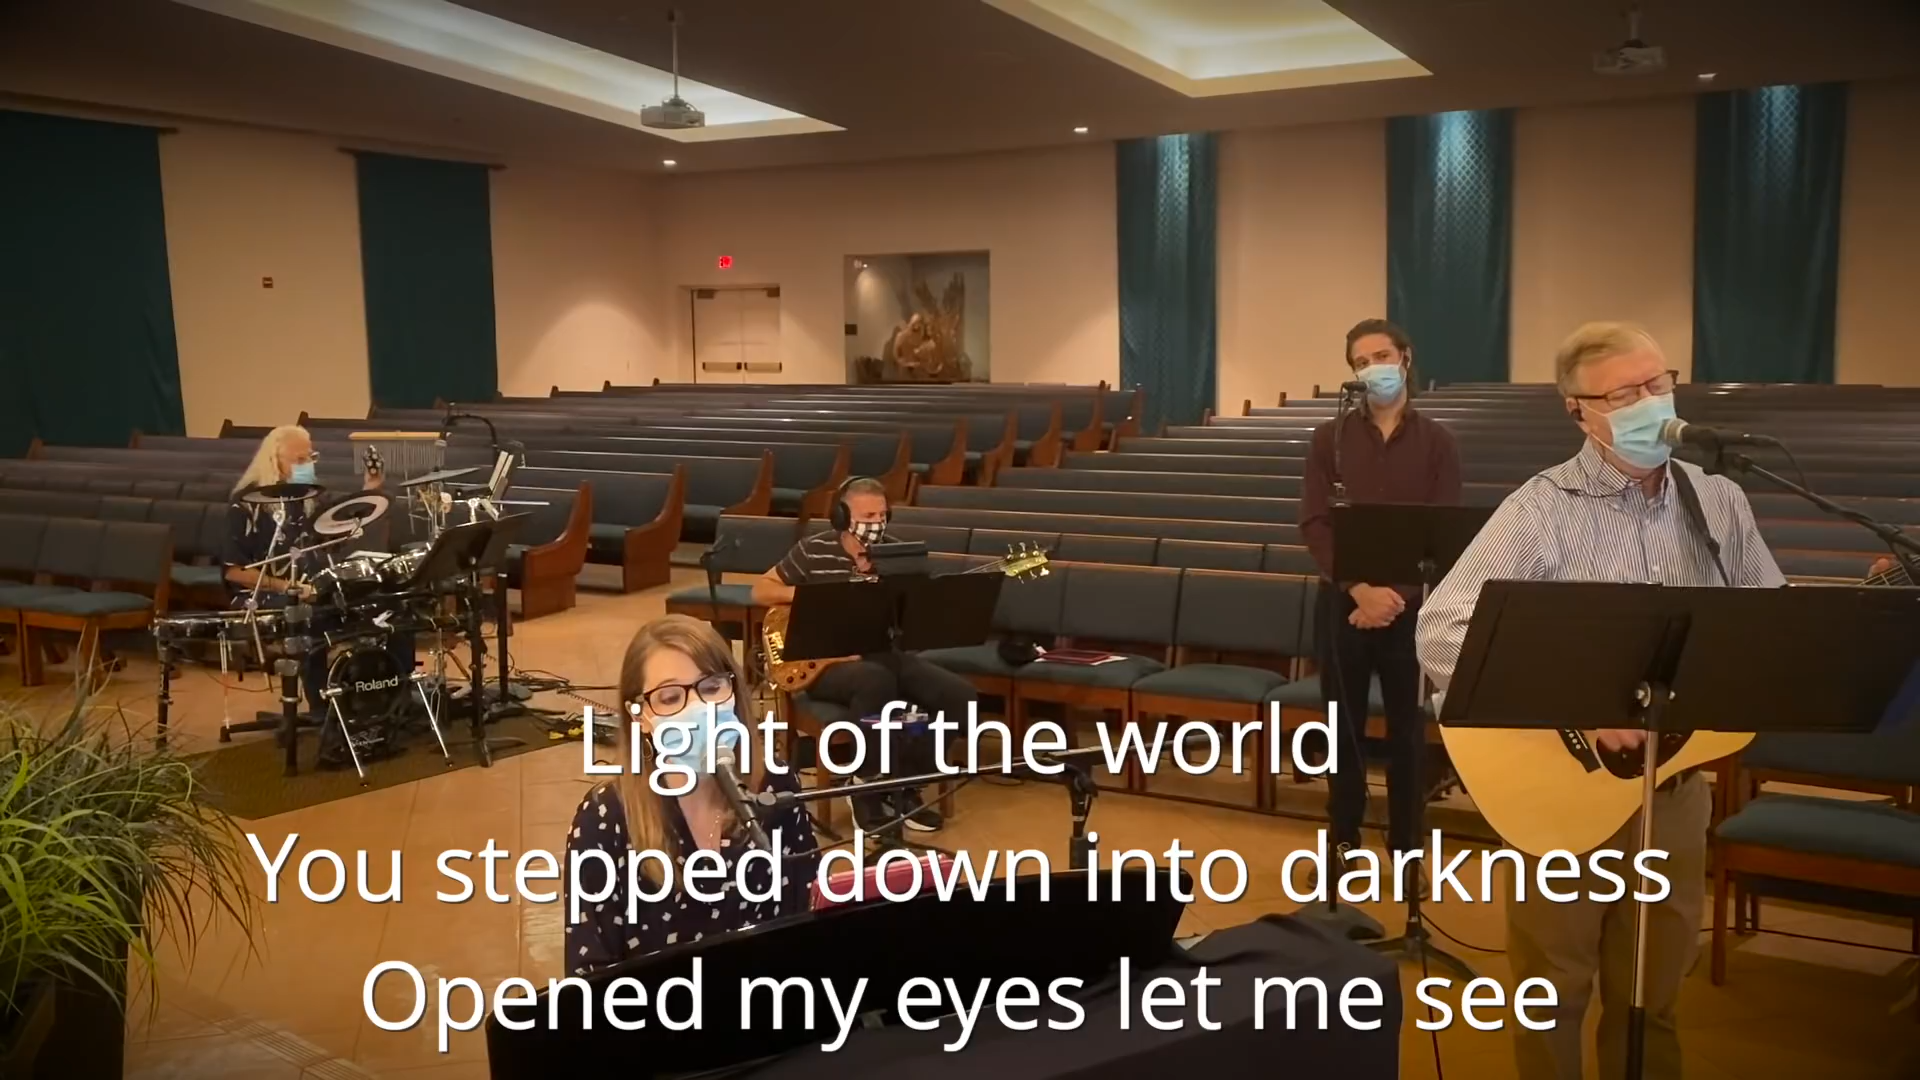 Roland
Light of the world
You stepped down into darkness
Opened my eyes let me see